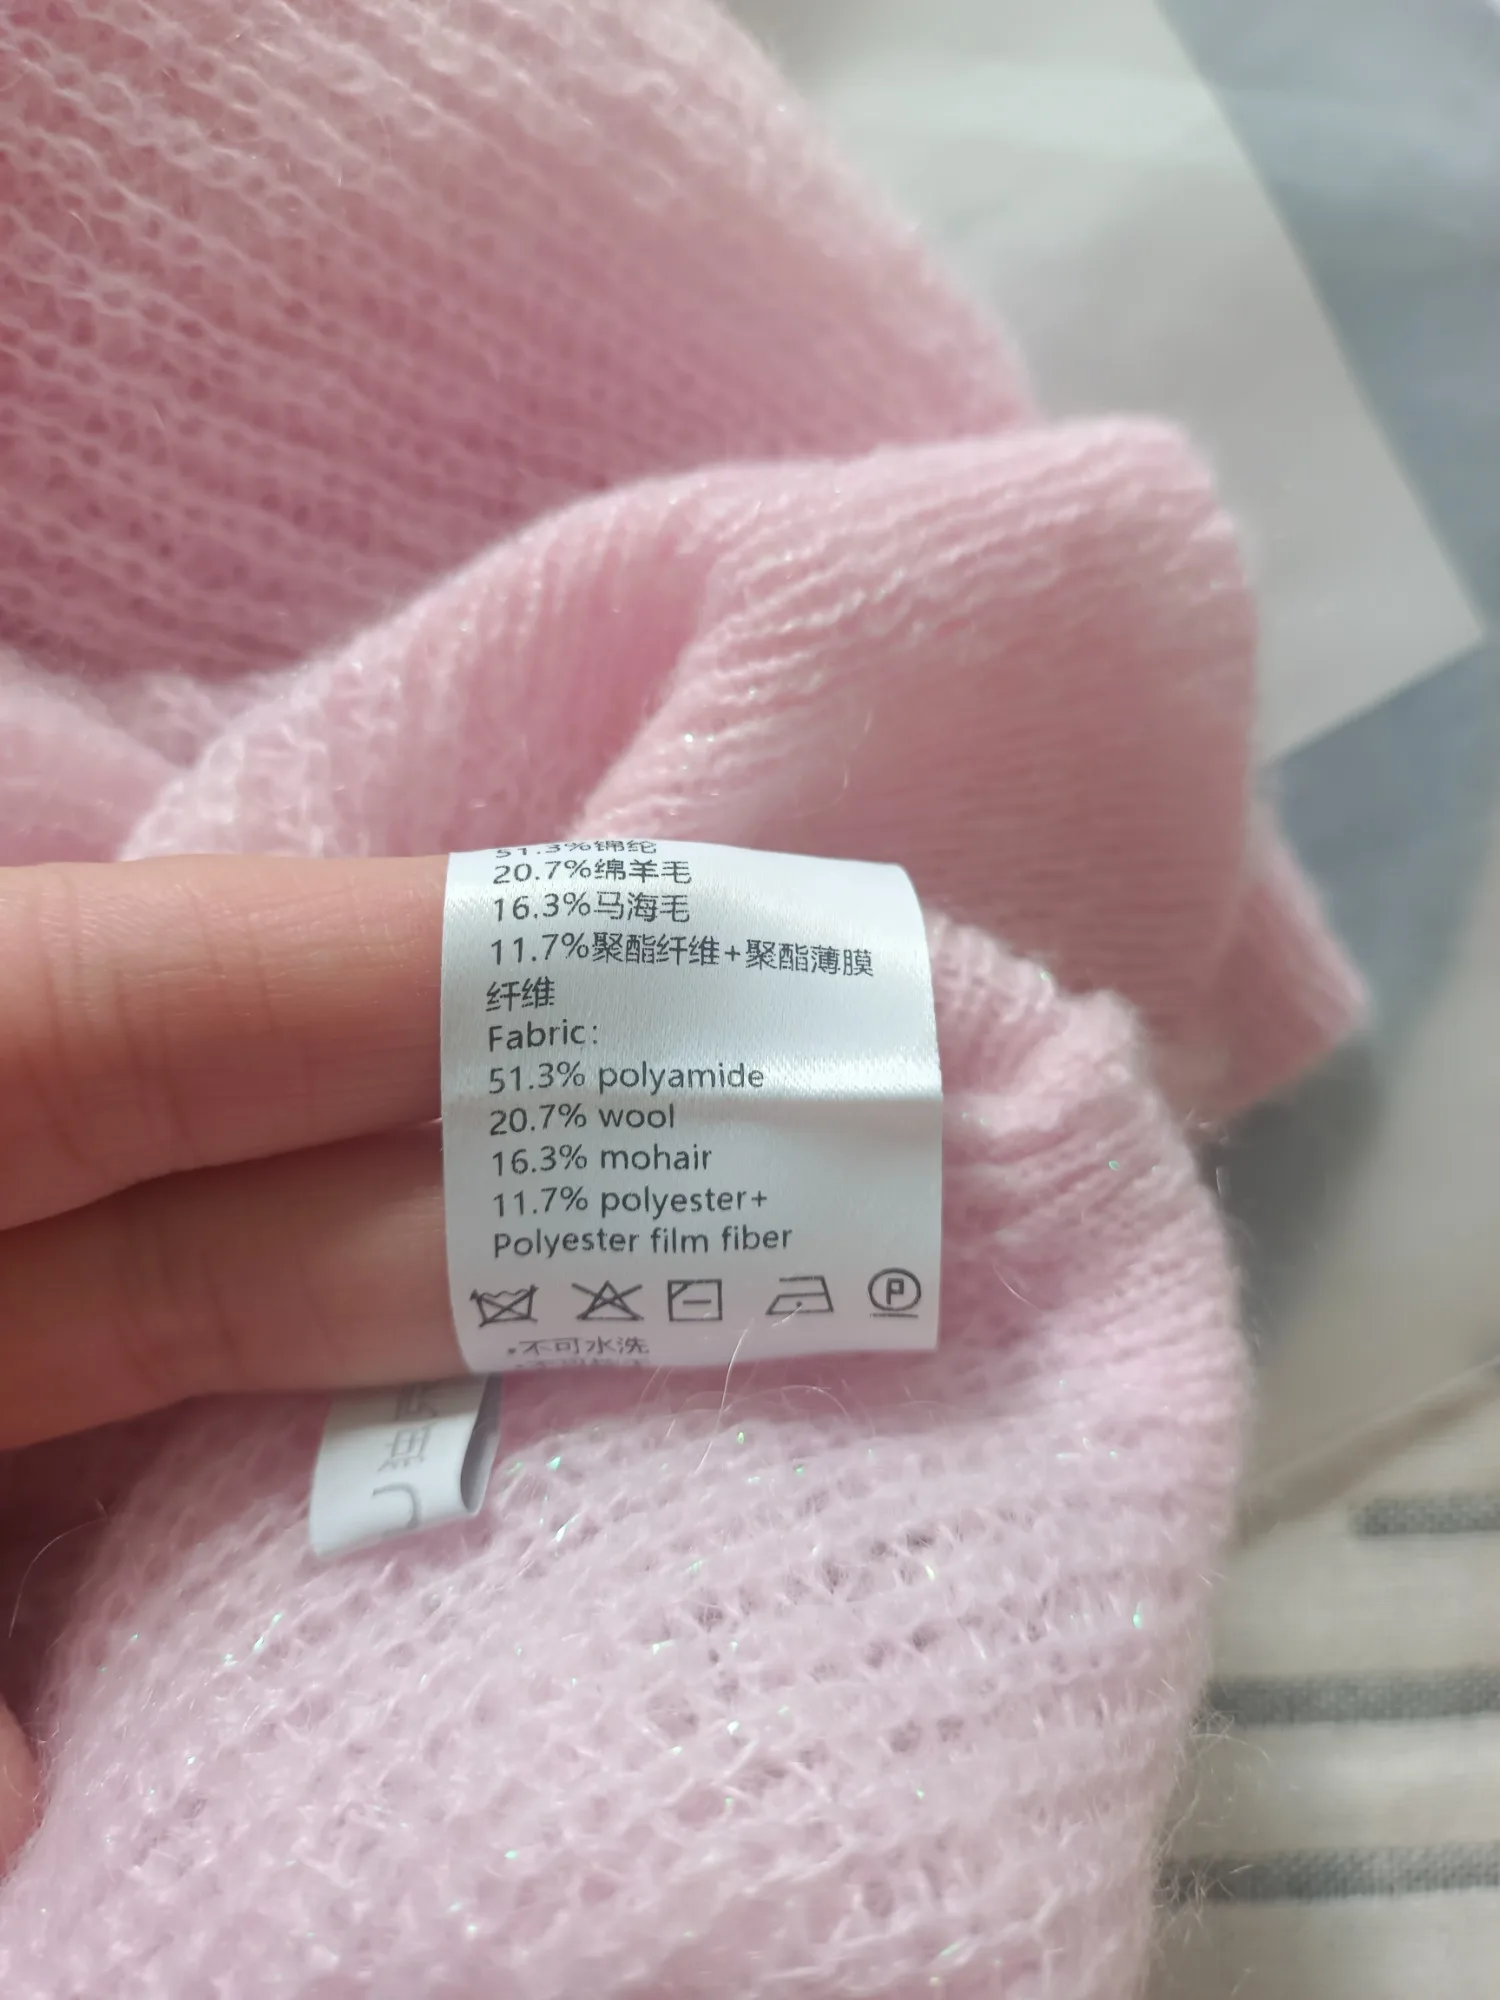 51.3%锦纶
20.7%绵羊毛
16.3%马海毛
11.7%聚酯纤维+聚酯薄膜
纤维
Fabric:
51.3% polyamide
20.7% wool
16.3% mohair
11.7% polyester+
Polyester film fiber
P
•不可水洗